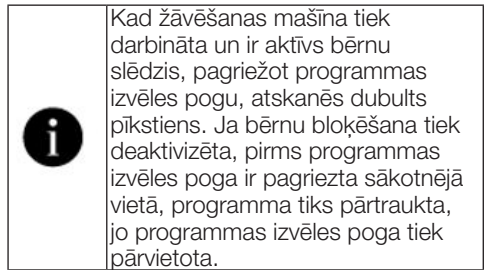 Kad žāvēšanas mašīna tiek
darbināta un ir aktīvs bērnu
slēdzis, pagriežot programmas
izvēles pogu, atskanēs dubults
pīkstiens. Ja bērnu bloķēšana tiek
deaktivizēta, pirms programmas
izvēles poga ir pagriezta sākotnējā
vietā, programma tiks pārtraukta,
jo programmas izvēles poga tiek
pārvietota.